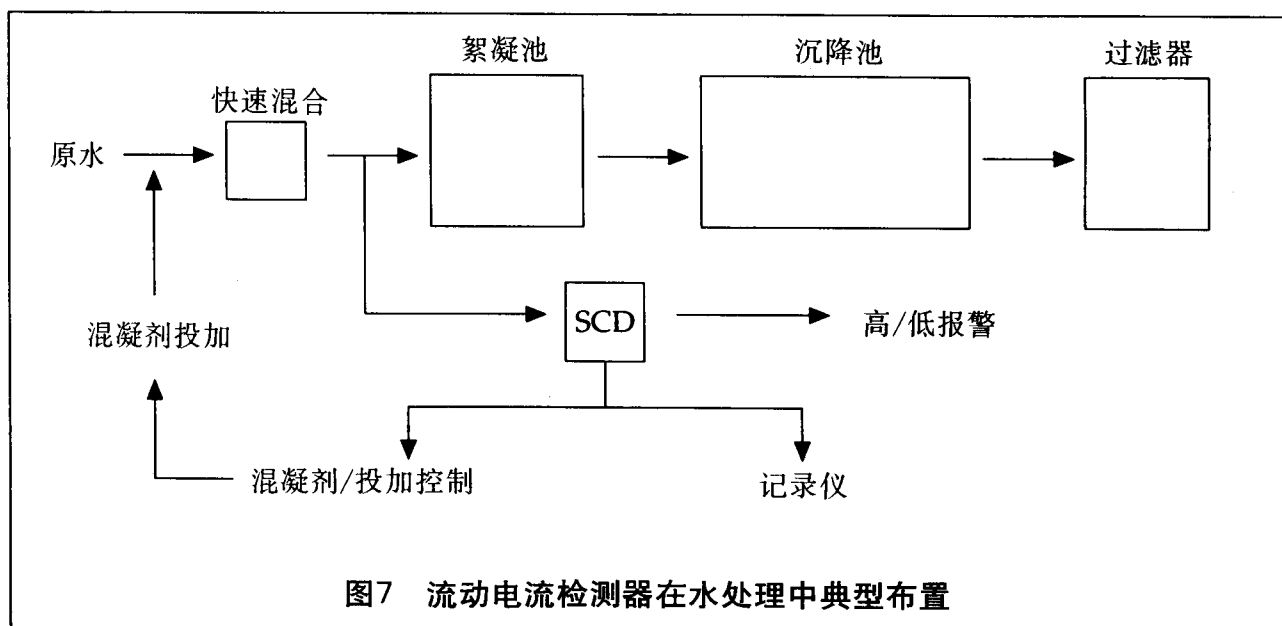 絮凝池
沉降池
过滤器
快速混合
原水
SCD
高/低报警
混凝剂投加
混凝剂/投加控制
记录仪
图7 流动电流检测器在水处理中典型布置